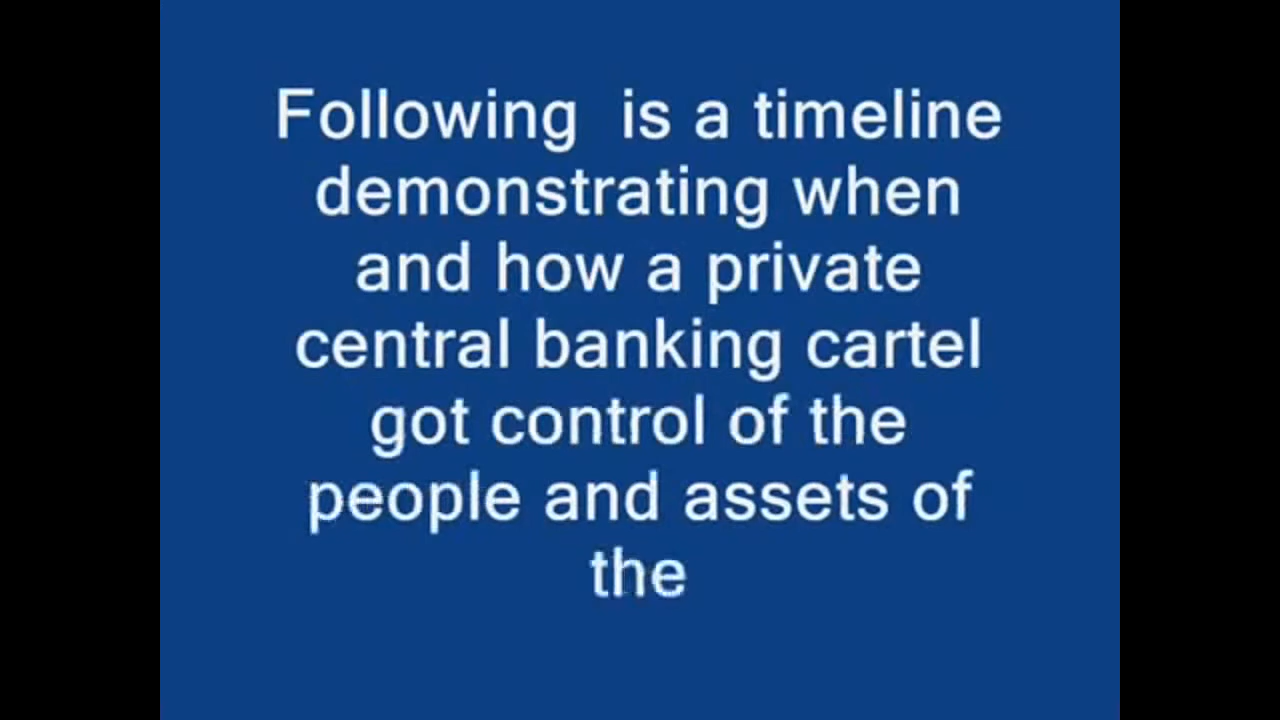 Following  is a timeline
demonstrating when
and how a private
central banking cartel
got control of the
people and assets of
the